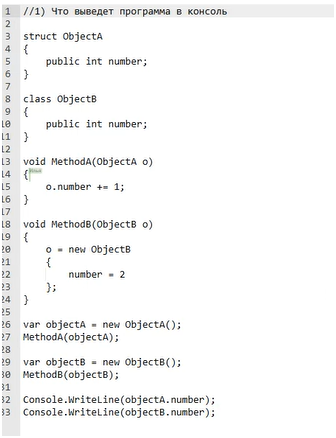 1 //1) Что выведет программа в консоль
2
3 struct ObjectA
4 {
5     public int number;
6 }
7
8 class ObjectB
9 {
10     public int number;
11 }
12
13 void MethodA(ObjectA o)
14 {
15     o.number += 1;
16 }
17
18 void MethodB(ObjectB o)
19 {
20     o = new ObjectB
21     {
22         number = 2
23     };
24 }
25
26 var objectA = new ObjectA();
27 MethodA(objectA);
28
29 var objectB = new ObjectB();
30 MethodB(objectB);
31
32 Console.WriteLine(objectA.number);
33 Console.WriteLine(objectB.number);